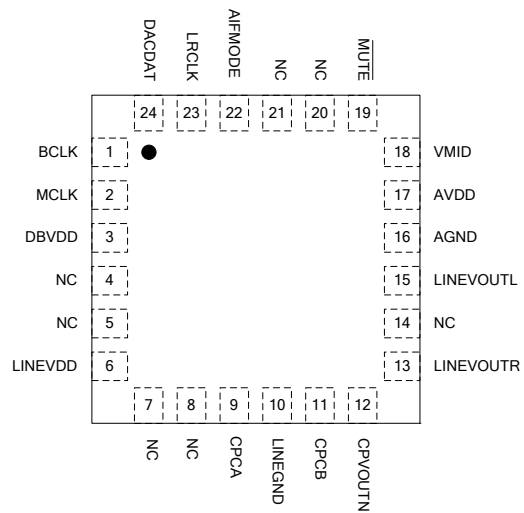 DACDAT
LRCLK
AIFMODE
NC
NC
MUTE
24
23
22
21
20
19
BCLK 1
18 VMID
MCLK 2
17 AVDD
DBVDD 3
16 AGND
NC 4
15 LINEVOUTL
NC 5
14 NC
LINEVDD 6
13 LINEVOUTR
7
8
9
10
11
12
NC
NC
CPCA
LINEGND
CPCB
CPVOUTN